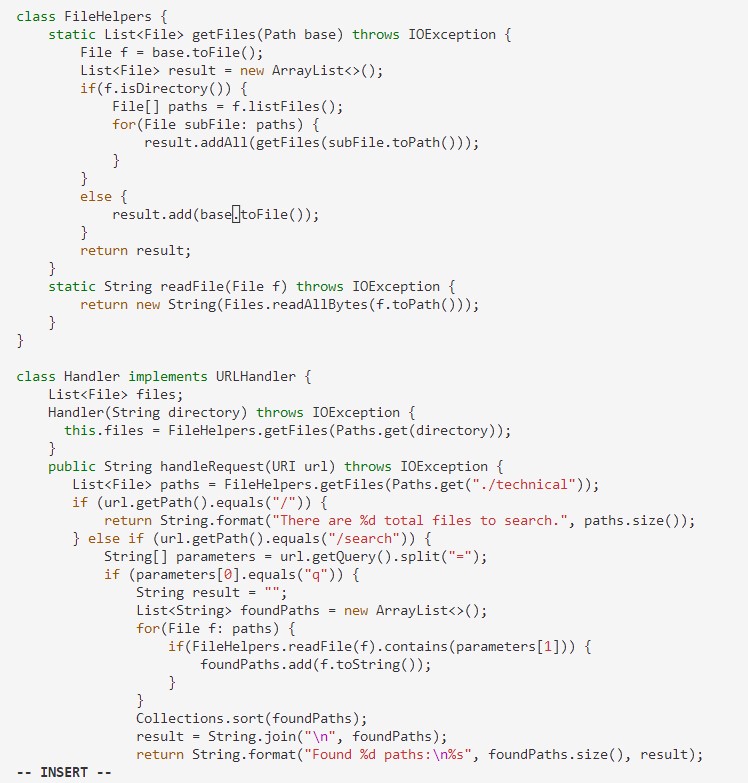 class FileHelpers {
    static List<File> getFiles(Path base) throws IOException {
        File f = base.toFile();
        List<File> result = new ArrayList<>();
        if(f.isDirectory()) {
            File[] paths = f.listFiles();
            for(File subFile: paths) {
                result.addAll(getFiles(subFile.toPath()));
            }
        }
        else {
            result.add(base.toFile());
        }
        return result;
    }
    static String readFile(File f) throws IOException {
        return new String(Files.readAllBytes(f.toPath()));
    }
}

class Handler implements URLHandler {
    List<File> files;
    Handler(String directory) throws IOException {
      this.files = FileHelpers.getFiles(Paths.get(directory));
    }
    public String handleRequest(URI url) throws IOException {
       List<File> paths = FileHelpers.getFiles(Paths.get("./technical"));
       if (url.getPath().equals("/")) {
           return String.format("There are %d total files to search.", paths.size());
       } else if (url.getPath().equals("/search")) {
           String[] parameters = url.getQuery().split("=");
           if (parameters[0].equals("q")) {
               String result = "";
               List<String> foundPaths = new ArrayList<>();
               for(File f: paths) {
                   if(FileHelpers.readFile(f).contains(parameters[1])) {
                       foundPaths.add(f.toString());
                   }
               }
               Collections.sort(foundPaths);
               result = String.join("\n", foundPaths);
               return String.format("Found %d paths:\n%s", foundPaths.size(), result);
-- INSERT --